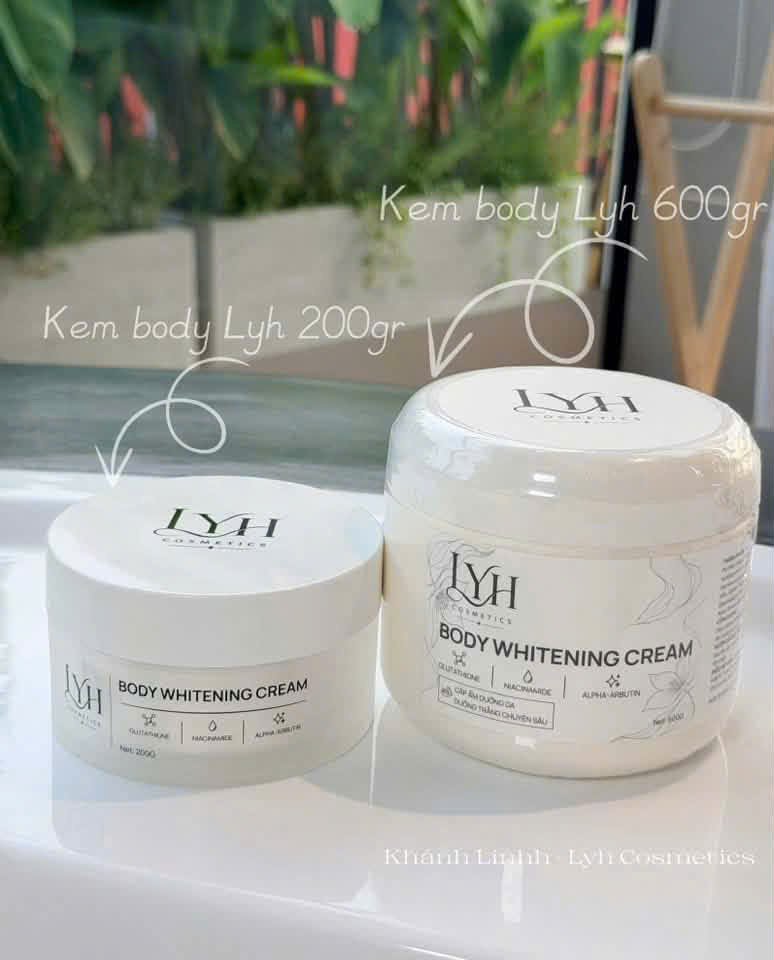 Kem body Lyh 600gr
Kem body Lyh 200gr
LYH
COSMETICS
LYH
COSMETICS
LYH
COSMETICS
BODY WHITENING CREAM
GLUTATHIONE
NIACINAMIDE
ALPHA-ARBUTIN
CẤP ẨM DƯỠNG DA
DƯỠNG TRẮNG CHUYÊN SÂU
Net: 600G
LYH
COSMETICS
BODY WHITENING CREAM
GLUTATHIONE
NIACINAMIDE
ALPHA-ARBUTIN
Net: 200G
Khánh Linhh - Lyh Cosmetics